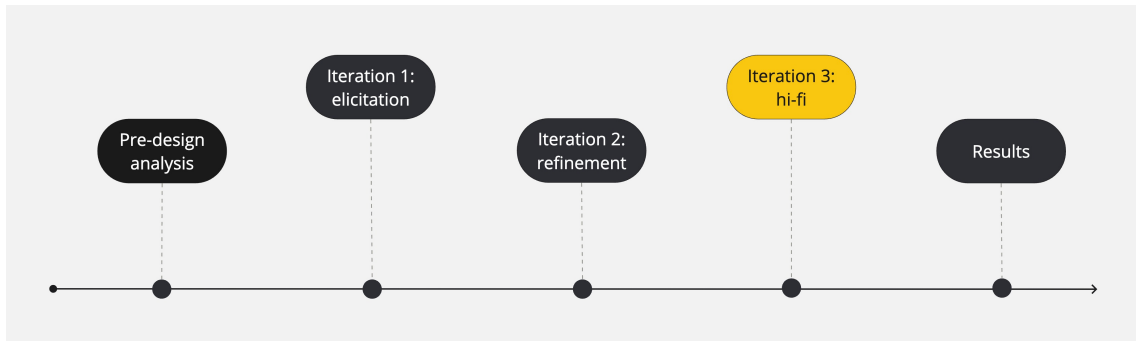 Pre-design
analysis
Iteration 1:
elicitation
Iteration 2:
refinement
Iteration 3:
hi-fi
Results